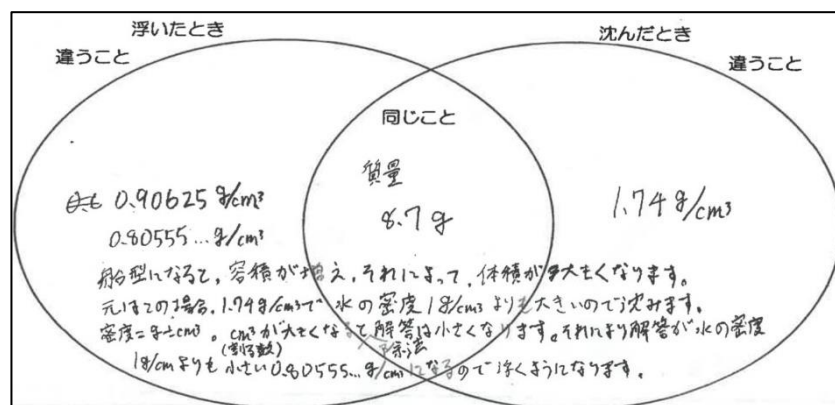 浮いたとき
沈んだとき
違うこと
違うこと
同じこと
質量
8.7g
0.90625 g/cm³
0.80555... g/cm³
1.74 g/cm³
船型になると、容積が増え、それによって、体積が大きくなります。
元はこの場合、1.74g/cm³で 水の密度 1g/cm³ よりも大きいので沈みます。
密度=g÷cm³。cm³が大きくなると解答は小さくなります。それにより解答が水の密度
(割る数)
除法
1g/cmよりも 小さい0.80555... g/cm³になるので浮くようになります。